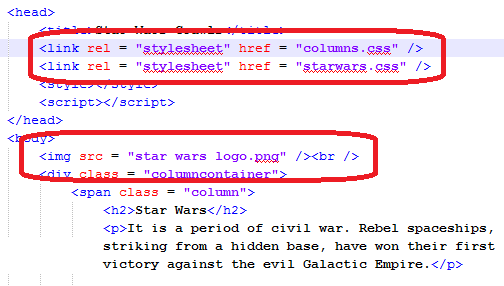 <head>
<title>Star Wars Crawl</title>
<link rel = "stylesheet" href = "columns.css" />
<link rel = "stylesheet" href = "starwars.css" />
<style></style>
<script></script>
</head>
<body>
<img src = "star wars logo.png" /><br />
<div class = "columncontainer">
<span class = "column">
<h2>Star Wars</h2>
<p>It is a period of civil war. Rebel spaceships,
striking from a hidden base, have won their first
victory against the evil Galactic Empire.</p>